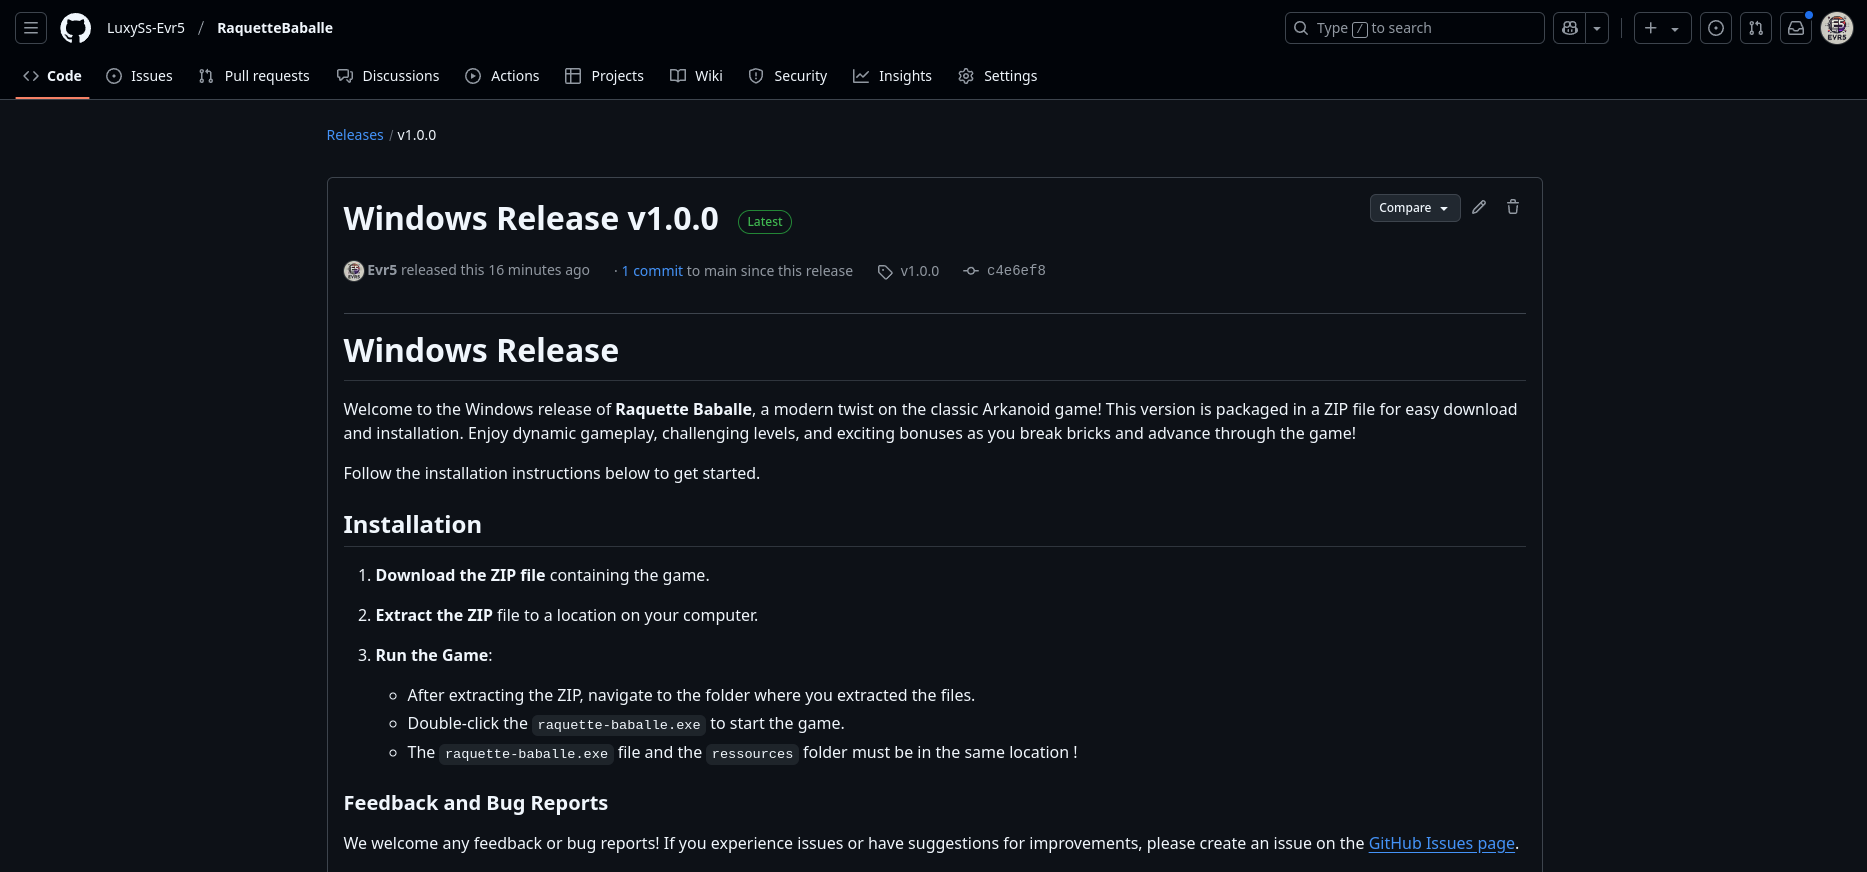 LuxySs-Evr5 / RaquetteBaballe
Type / to search
Code Issues Pull requests Discussions Actions Projects Wiki Security Insights Settings
Releases / v1.0.0
Windows Release v1.0.0 Latest
Compare
Evr5 released this 16 minutes ago · 1 commit to main since this release v1.0.0 c4e6ef8
Windows Release
Welcome to the Windows release of Raquette Baballe, a modern twist on the classic Arkanoid game! This version is packaged in a ZIP file for easy download
and installation. Enjoy dynamic gameplay, challenging levels, and exciting bonuses as you break bricks and advance through the game!
Follow the installation instructions below to get started.
Installation
1. Download the ZIP file containing the game.
2. Extract the ZIP file to a location on your computer.
3. Run the Game:
After extracting the ZIP, navigate to the folder where you extracted the files.
Double-click the raquette-baballe.exe to start the game.
The raquette-baballe.exe file and the ressources folder must be in the same location !
Feedback and Bug Reports
We welcome any feedback or bug reports! If you experience issues or have suggestions for improvements, please create an issue on the GitHub Issues page.